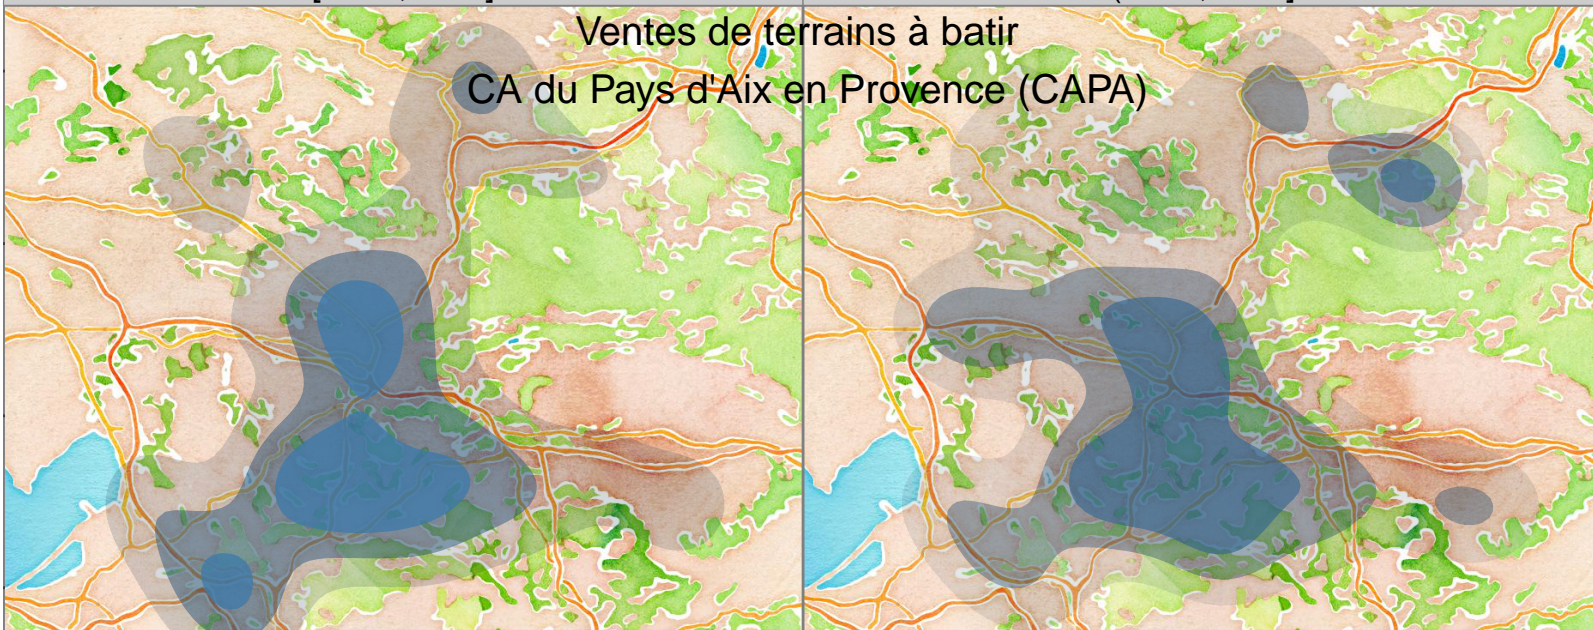 Ventes de terrains à batir
CA du Pays d'Aix en Provence (CAPA)